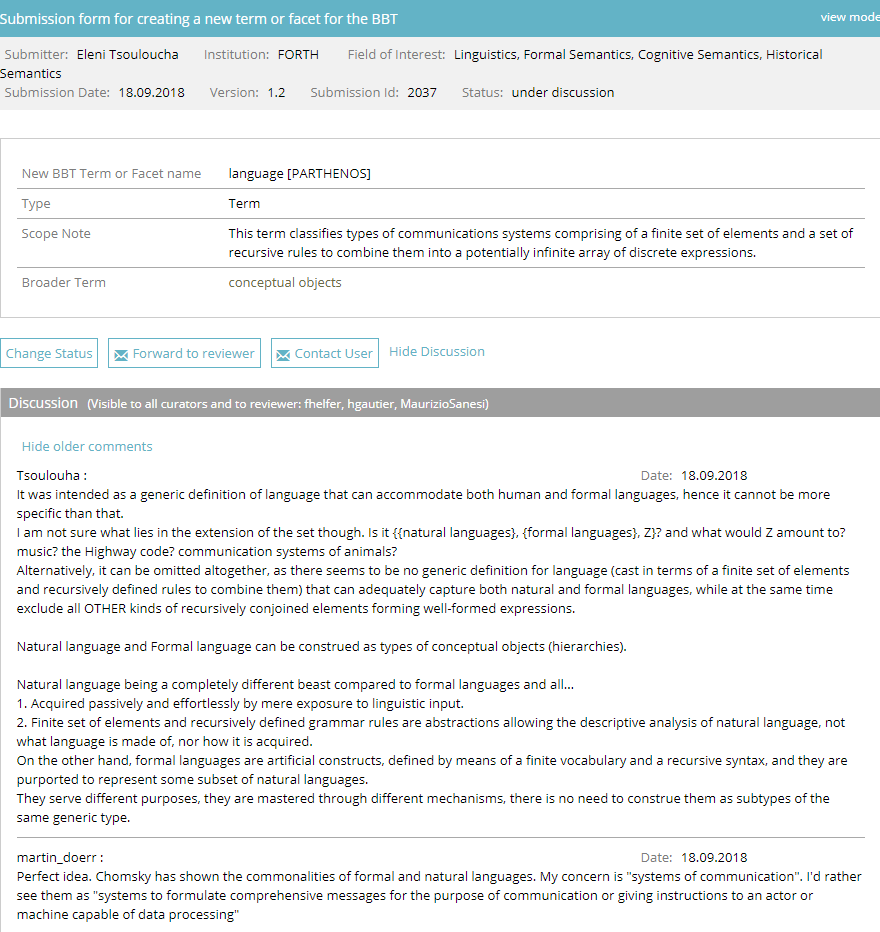 Submission form for creating a new term or facet for the BBT
view mode
Submitter: Eleni Tsouloucha Institution: FORTH Field of Interest: Linguistics, Formal Semantics, Cognitive Semantics, Historical
Semantics
Submission Date: 18.09.2018 Version: 1.2 Submission Id: 2037 Status: under discussion
New BBT Term or Facet name language [PARTHENOS]
Type Term
Scope Note This term classifies types of communications systems comprising of a finite set of elements and a set of
recursive rules to combine them into a potentially infinite array of discrete expressions.
Broader Term conceptual objects
Change Status Forward to reviewer Contact User Hide Discussion
Discussion (Visible to all curators and to reviewer: fhelfer, hgautier, MaurizioSanesi)
Hide older comments
Tsoulouha : Date: 18.09.2018
It was intended as a generic definition of language that can accommodate both human and formal languages, hence it cannot be more
specific than that.
I am not sure what lies in the extension of the set though. Is it {{natural languages}, {formal languages}, Z}? and what would Z amount to?
music? the Highway code? communication systems of animals?
Alternatively, it can be omitted altogether, as there seems to be no generic definition for language (cast in terms of a finite set of elements
and recursively defined rules to combine them) that can adequately capture both natural and formal languages, while at the same time
exclude all OTHER kinds of recursively conjoined elements forming well-formed expressions.
Natural language and Formal language can be construed as types of conceptual objects (hierarchies).
Natural language being a completely different beast compared to formal languages and all...
1. Acquired passively and effortlessly by mere exposure to linguistic input.
2. Finite set of elements and recursively defined grammar rules are abstractions allowing the descriptive analysis of natural language, not
what language is made of, nor how it is acquired.
On the other hand, formal languages are artificial constructs, defined by means of a finite vocabulary and a recursive syntax, and they are
purported to represent some subset of natural languages.
They serve different purposes, they are mastered through different mechanisms, there is no need to construe them as subtypes of the
same generic type.
martin_doerr : Date: 18.09.2018
Perfect idea. Chomsky has shown the commonalities of formal and natural languages. My concern is "systems of communication". I'd rather
see them as "systems to formulate comprehensive messages for the purpose of communication or giving instructions to an actor or
machine capable of data processing"